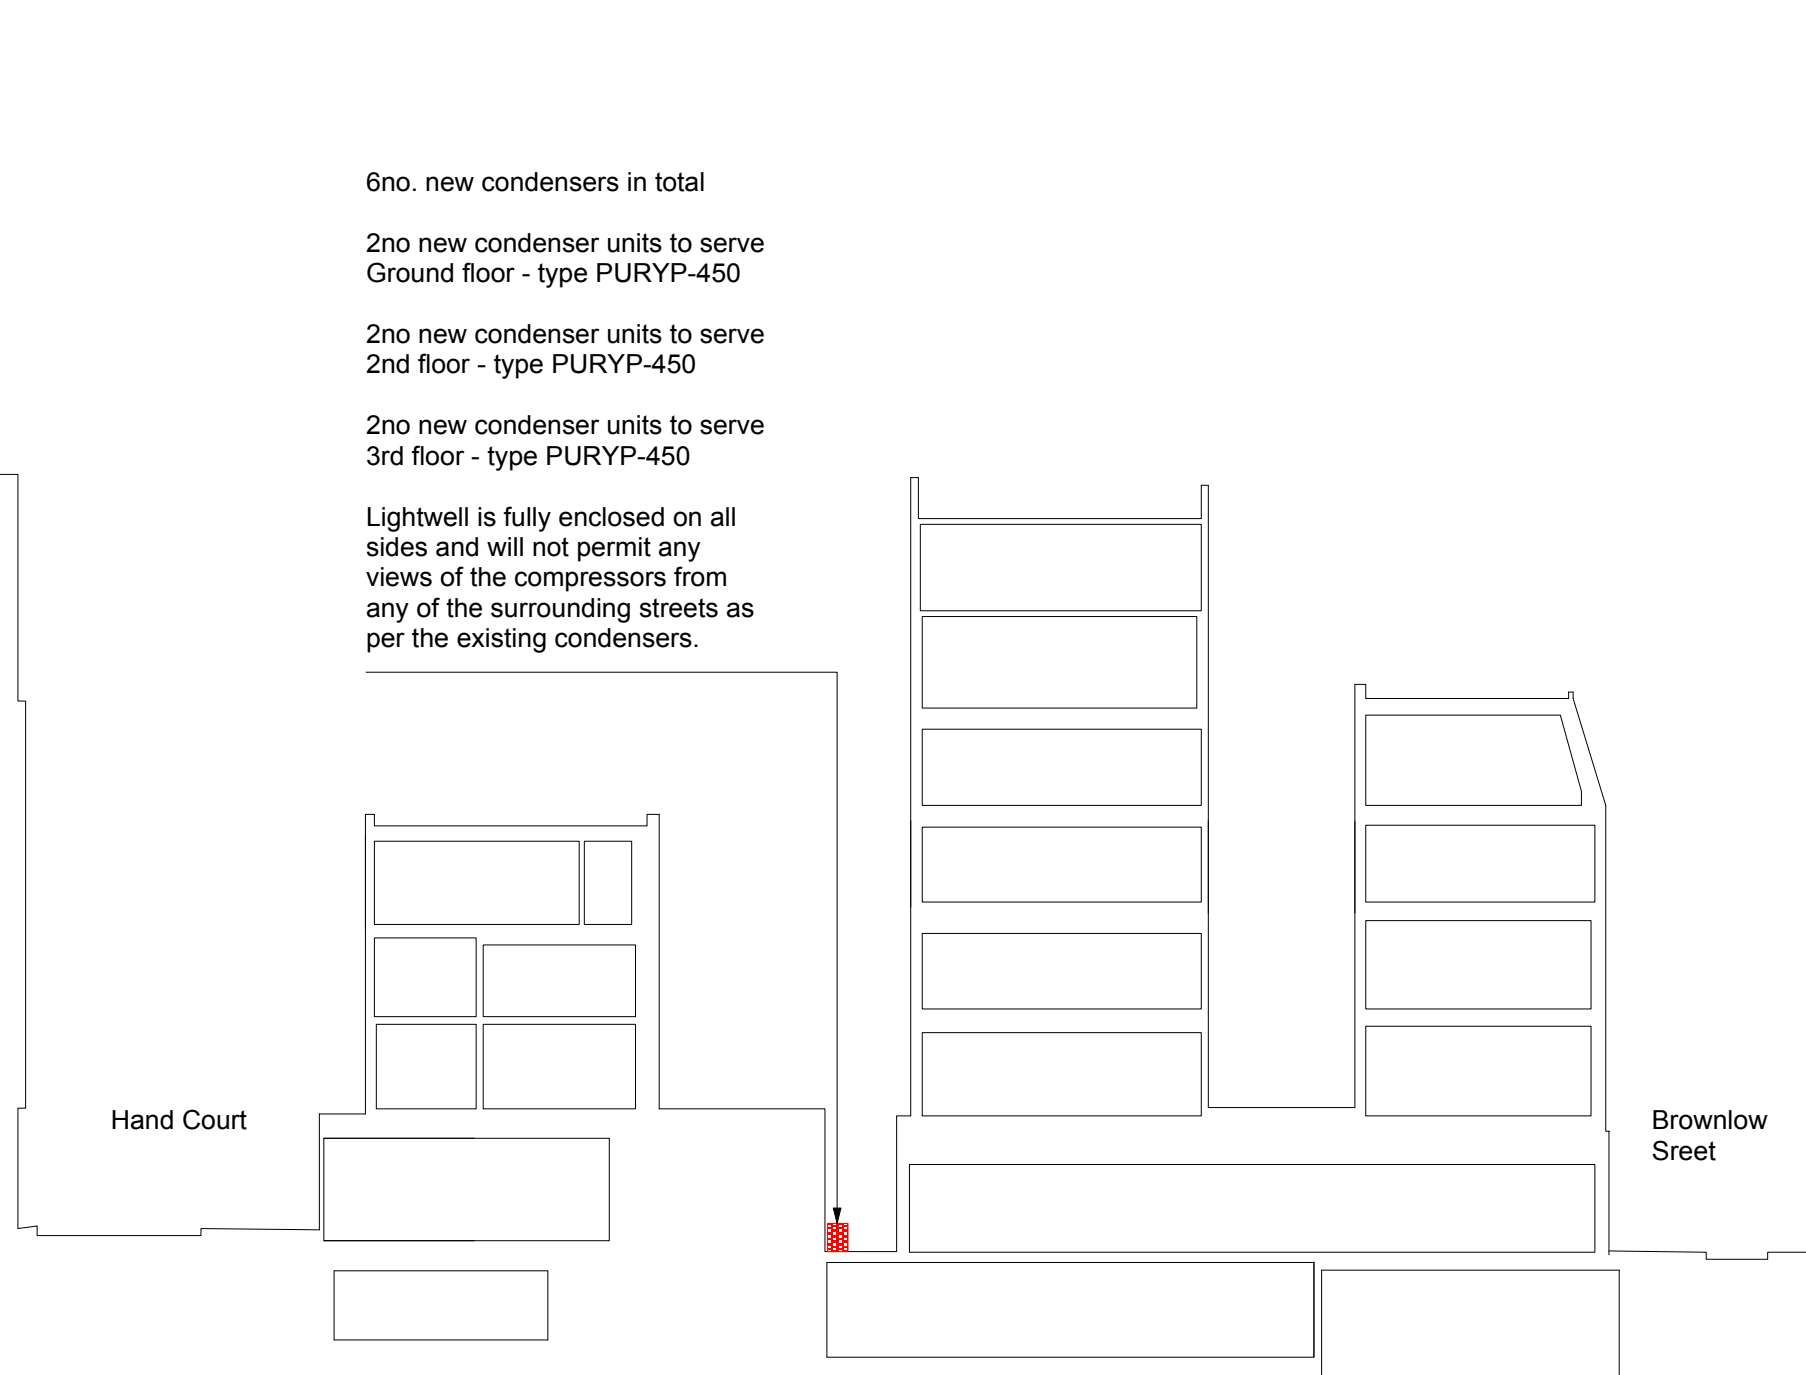 6no. new condensers in total
2no new condenser units to serve
Ground floor - type PURYP-450
2no new condenser units to serve
2nd floor - type PURYP-450
2no new condenser units to serve
3rd floor - type PURYP-450
Lightwell is fully enclosed on all
sides and will not permit any
views of the compressors from
any of the surrounding streets as
per the existing condensers.
Hand Court
Brownlow
Sreet